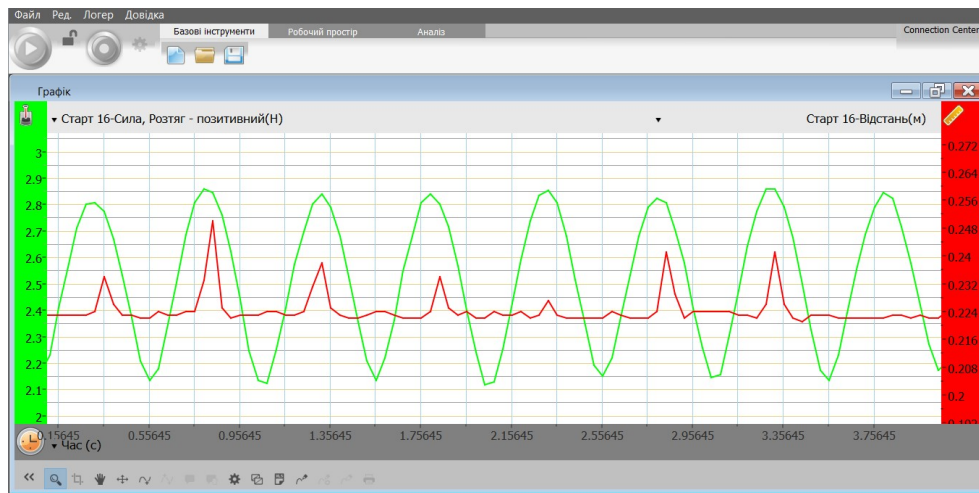 Файл Ред. Логер Довідка
Базові інструменти Робочий простір Аналіз Connection Center
Графік
Старт 16-Сила, Розтяг - позитивний(Н) Старт 16-Відстань(м)
3 0.272
2.9 0.264
2.8 0.256
2.7 0.248
2.6 0.24
2.5 0.232
2.4 0.224
2.3 0.216
2.2 0.208
2.1 0.2
2 0.192
0.15645 0.55645 0.95645 1.35645 1.75645 2.15645 2.55645 2.95645 3.35645 3.75645
Час (с)